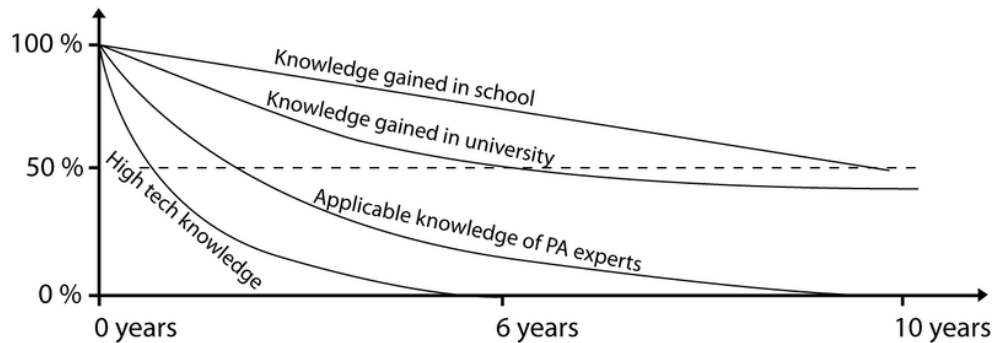 100 %
Knowledge gained in school
Knowledge gained in university
50 %
High tech knowledge
Applicable knowledge of PA experts
0 %
0 years
6 years
10 years